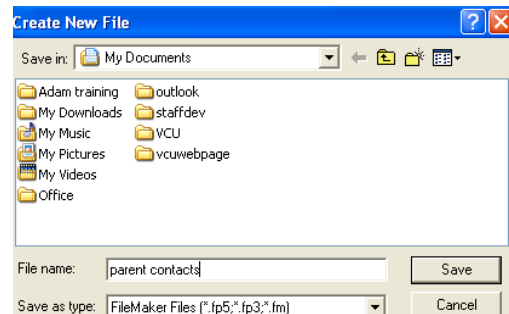 Create New File
Save in: My Documents
Adam training outlook
My Downloads staffdev
My Music VCU
My Pictures vcuwebpage
My Videos
Office
File name: parent contacts Save
Save as type: FileMaker Files (*.fp5;*.fp3;*.fm) Cancel